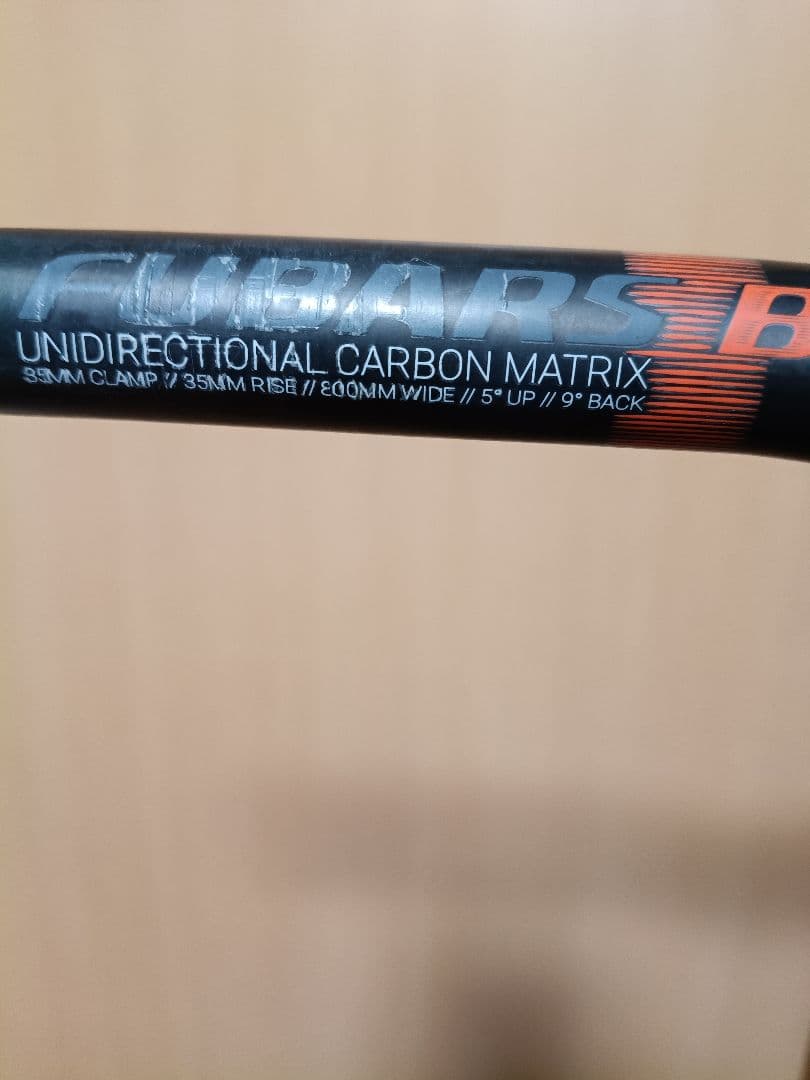 FUBARS B
UNIDIRECTIONAL CARBON MATRIX
35MM CLAMP // 35MM RISE // 800MM WIDE // 5° UP // 9° BACK